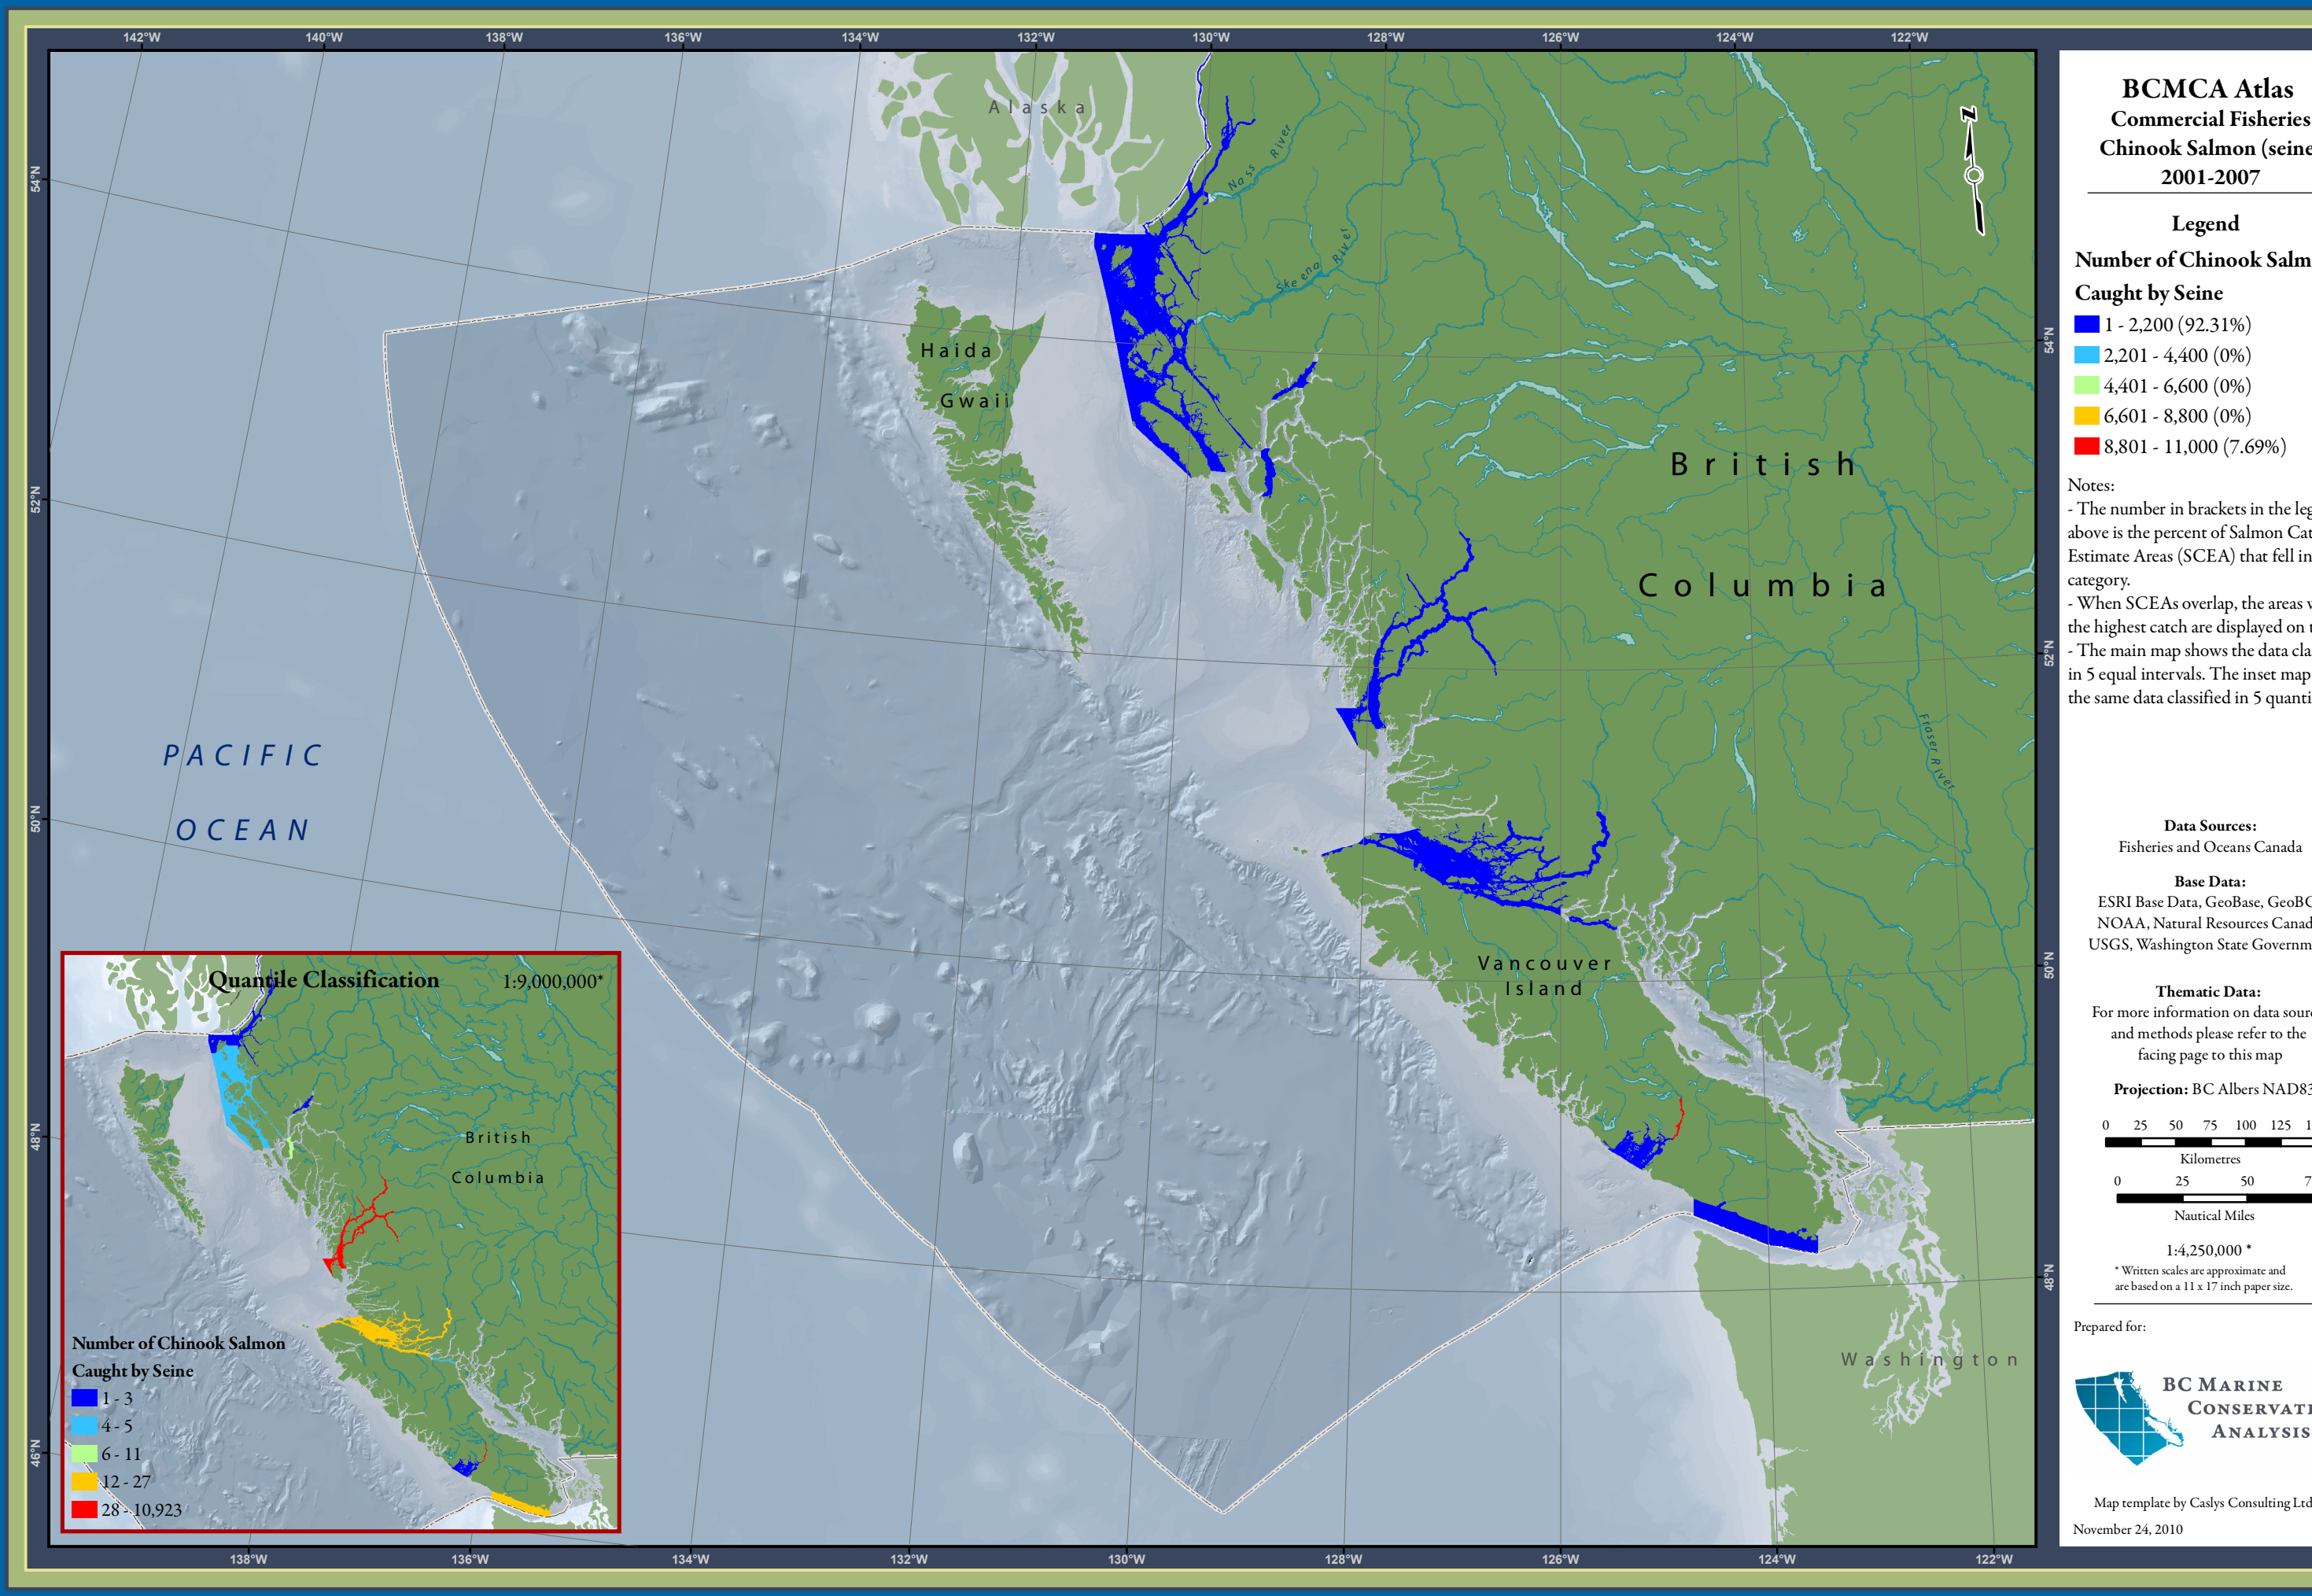 142°W 140°W 138°W 136°W 134°W 132°W 130°W 128°W 126°W 124°W 122°W
54°N
52°N
50°N
48°N
46°N
54°N
52°N
50°N
48°N
138°W 136°W 134°W 132°W 130°W 128°W 126°W 124°W 122°W
Alaska
Nass River
Skeena River
Haida
Gwaii
British
Columbia
Fraser River
PACIFIC
OCEAN
Vancouver
Island
Washington
Quantile Classification 1:9,000,000*
British
Columbia
Number of Chinook Salmon
Caught by Seine
1 - 3
4 - 5
6 - 11
12 - 27
28 - 10,923
BCMCA Atlas
Commercial Fisheries
Chinook Salmon (seine
2001-2007
Legend
Number of Chinook Salm
Caught by Seine
1 - 2,200 (92.31%)
2,201 - 4,400 (0%)
4,401 - 6,600 (0%)
6,601 - 8,800 (0%)
8,801 - 11,000 (7.69%)
Notes:
- The number in brackets in the leg
above is the percent of Salmon Cat
Estimate Areas (SCEA) that fell in
category.
- When SCEAs overlap, the areas w
the highest catch are displayed on t
- The main map shows the data cla
in 5 equal intervals. The inset map
the same data classified in 5 quanti
Data Sources:
Fisheries and Oceans Canada
Base Data:
ESRI Base Data, GeoBase, GeoBC
NOAA, Natural Resources Canad
USGS, Washington State Governm
Thematic Data:
For more information on data sour
and methods please refer to the
facing page to this map
Projection: BC Albers NAD83
0 25 50 75 100 125 1
Kilometres
0 25 50 7
Nautical Miles
1:4,250,000 *
* Written scales are approximate and
are based on a 11 x 17 inch paper size.
Prepared for:
BC MARINE
CONSERVATI
ANALYSIS
Map template by Caslys Consulting Ltd
November 24, 2010
N